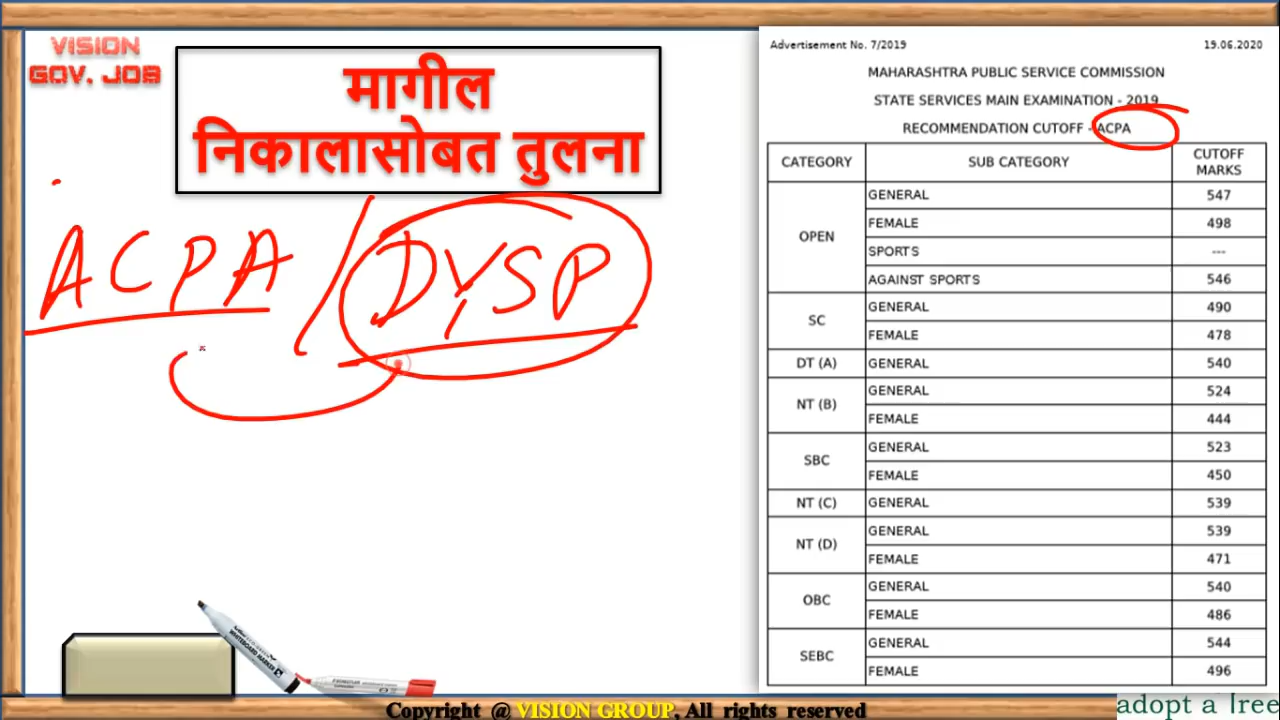 VISION
GOV. JOB
मागील
निकालासोबत तुलना
ACPA / DYSP
Advertisement No. 7/2019 19.06.2020
MAHARASHTRA PUBLIC SERVICE COMMISSION
STATE SERVICES MAIN EXAMINATION - 2019
RECOMMENDATION CUTOFF - ACPA
CATEGORY SUB CATEGORY CUTOFF MARKS
OPEN GENERAL 547
FEMALE 498
SPORTS ---
AGAINST SPORTS 546
SC GENERAL 490
FEMALE 478
DT (A) GENERAL 540
NT (B) GENERAL 524
FEMALE 444
SBC GENERAL 523
FEMALE 450
NT (C) GENERAL 539
NT (D) GENERAL 539
FEMALE 471
OBC GENERAL 540
FEMALE 486
SEBC GENERAL 544
FEMALE 496
WHITEBOARD MARKER
Copyright @ VISION GROUP, All rights reserved
adopt a Tree